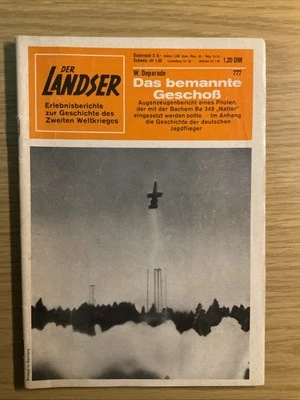 DER
LANDSER
Erlebnisberichte
zur Geschichte des
Zweiten Weltkrieges
1,20 DM
W. Deparade
777
Das bemannte
Geschoß
Augenzeugenbericht eines Piloten,
der mit der Bachem Ba 349 „Natter"
eingesetzt werden sollte. – Im Anhang
die Geschichte der deutschen
Jagdflieger